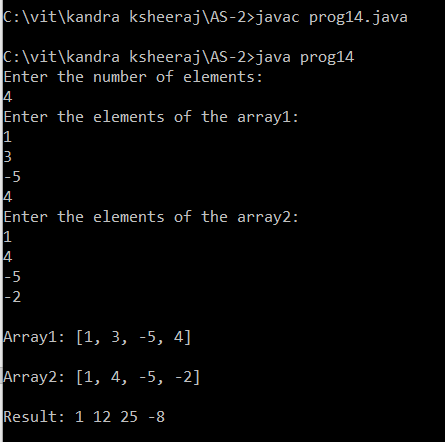 C:\vit\kandra ksheeraj\AS-2>javac prog14.java
C:\vit\kandra ksheeraj\AS-2>java prog14
Enter the number of elements:
4
Enter the elements of the array1:
1
3
-5
4
Enter the elements of the array2:
1
4
-5
-2
Array1: [1, 3, -5, 4]
Array2: [1, 4, -5, -2]
Result: 1 12 25 -8